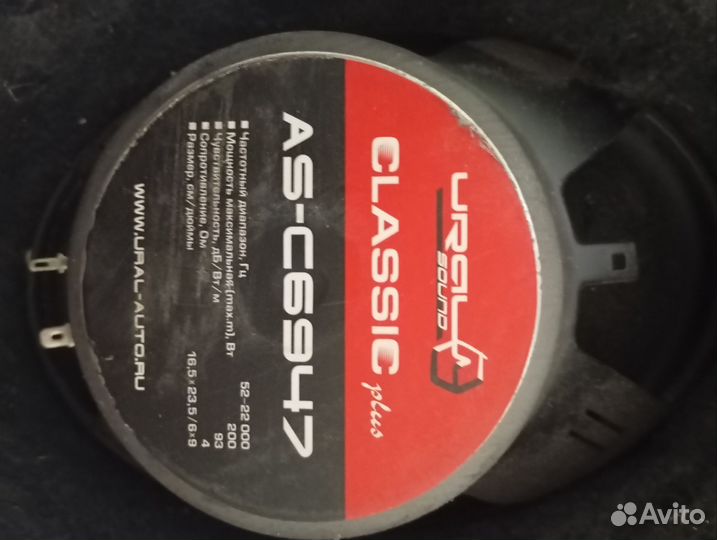 URAL
SOUND
CLASSIC plus
AS-C6947
■ Частотный диапазон, Гц 52-22 000
■ Мощность максимальная (max.m), Вт 200
■ Чувствительность, дБ/Вт/м 93
■ Сопротивление, Ом 4
■ Размер, см/дюймы 16,5×23,5/6×9
WWW.URAL-AUTO.RU
Avito